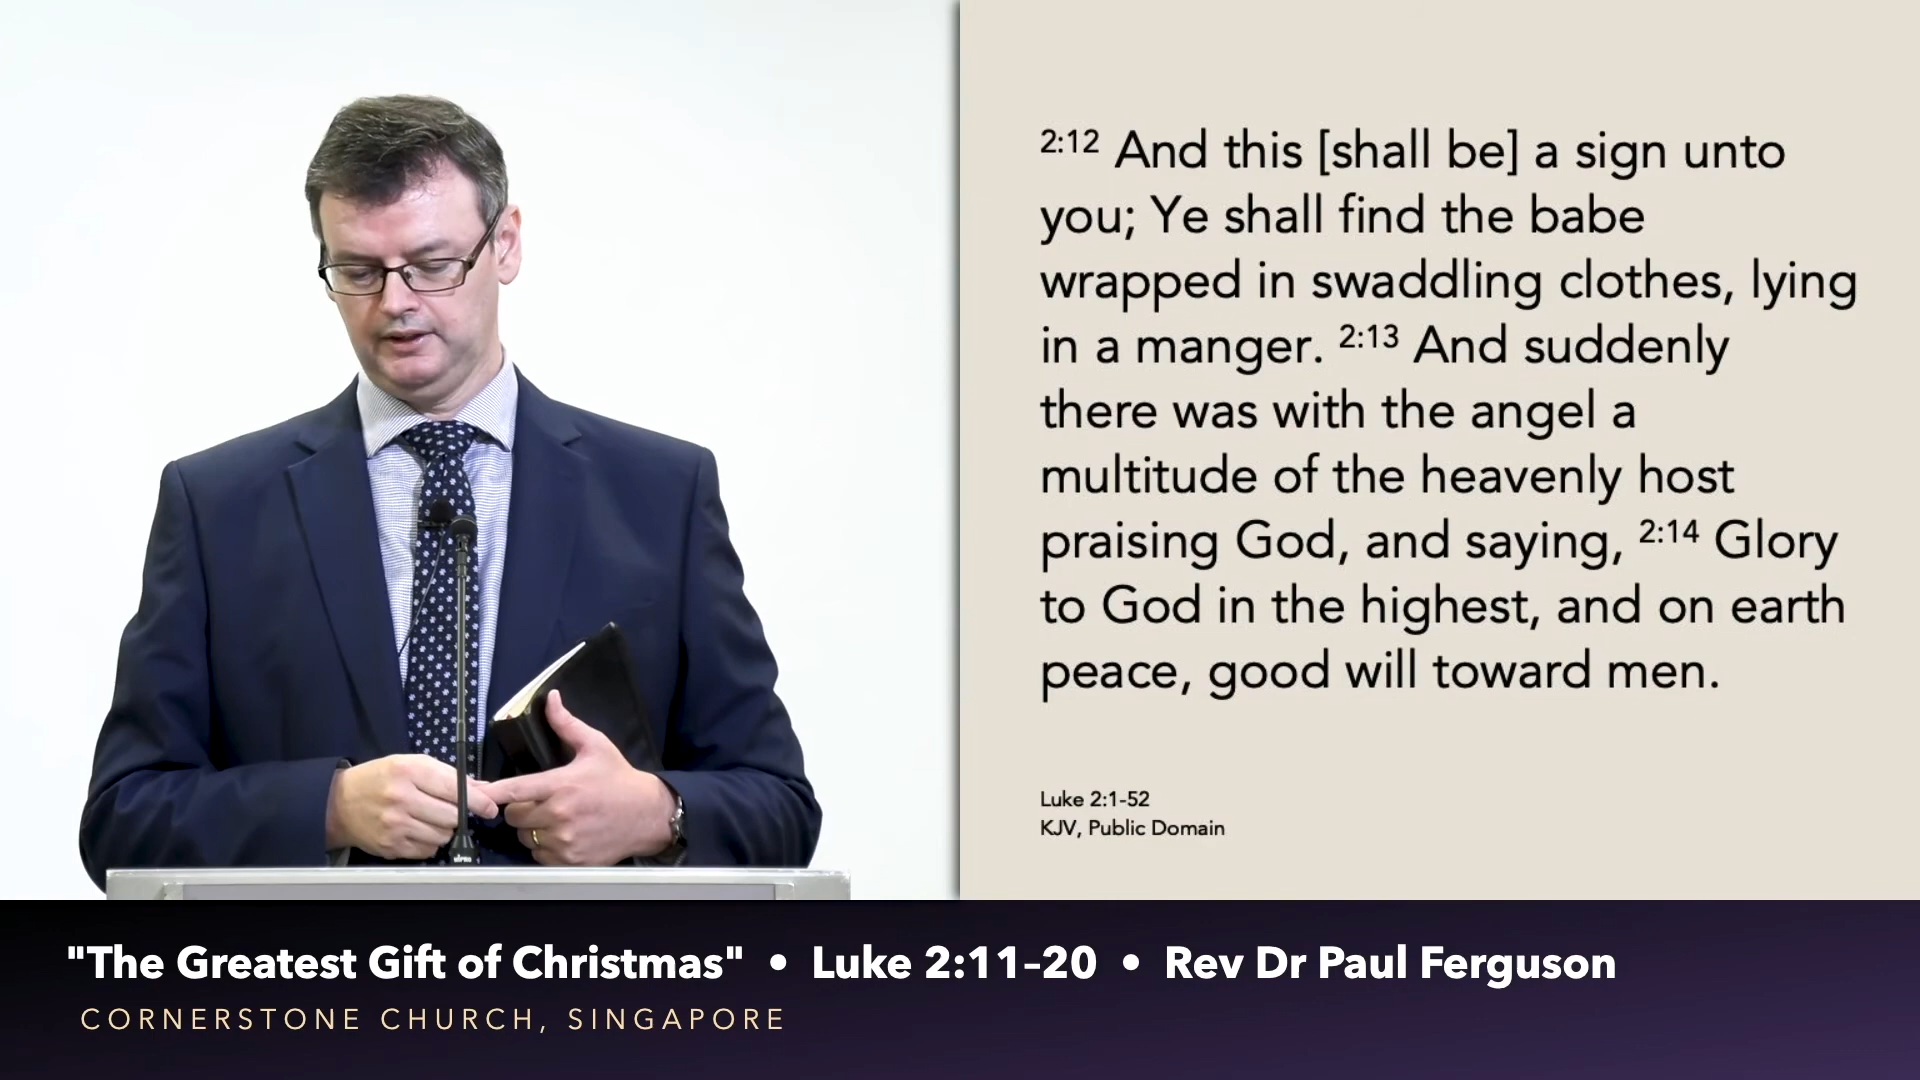 2:12 And this [shall be] a sign unto
you; Ye shall find the babe
wrapped in swaddling clothes, lying
in a manger. 2:13 And suddenly
there was with the angel a
multitude of the heavenly host
praising God, and saying, 2:14 Glory
to God in the highest, and on earth
peace, good will toward men.
Luke 2:1-52
KJV, Public Domain
"The Greatest Gift of Christmas" • Luke 2:11–20 • Rev Dr Paul Ferguson
CORNERSTONE CHURCH, SINGAPORE